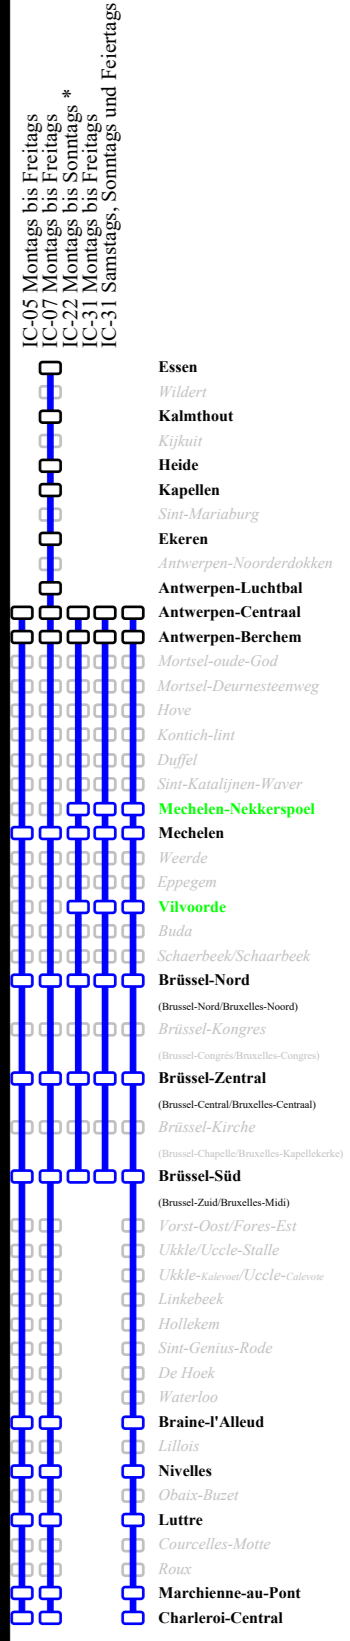 IC-05 Montags bis Freitags
IC-07 Montags bis Freitags
IC-22 Montags bis Sonntags *
IC-31 Montags bis Freitags
IC-31 Samstags, Sonntags und Feiertags
Essen
Wildert
Kalmthout
Kijkuit
Heide
Kapellen
Sint-Mariaburg
Ekeren
Antwerpen-Noorderdokken
Antwerpen-Luchtbal
Antwerpen-Centraal
Antwerpen-Berchem
Mortsel-oude-God
Mortsel-Deurnesteenweg
Hove
Kontich-lint
Duffel
Sint-Katalijnen-Waver
Mechelen-Nekkerspoel
Mechelen
Weerde
Eppegem
Vilvoorde
Buda
Schaerbeek/Schaarbeek
Brüssel-Nord
(Brussel-Nord/Bruxelles-Noord)
Brüssel-Kongres
(Brussel-Congrès/Bruxelles-Congres)
Brüssel-Zentral
(Brussel-Central/Bruxelles-Centraal)
Brüssel-Kirche
(Brussel-Chapelle/Bruxelles-Kapellekerke)
Brüssel-Süd
(Brussel-Zuid/Bruxelles-Midi)
Vorst-Oost/Fores-Est
Ukkle/Uccle-Stalle
Ukkle-Kalevoet/Uccle-Calevote
Linkebeek
Hollekem
Sint-Genius-Rode
De Hoek
Waterloo
Braine-l'Alleud
Lillois
Nivelles
Obaix-Buzet
Luttre
Courcelles-Motte
Roux
Marchienne-au-Pont
Charleroi-Central